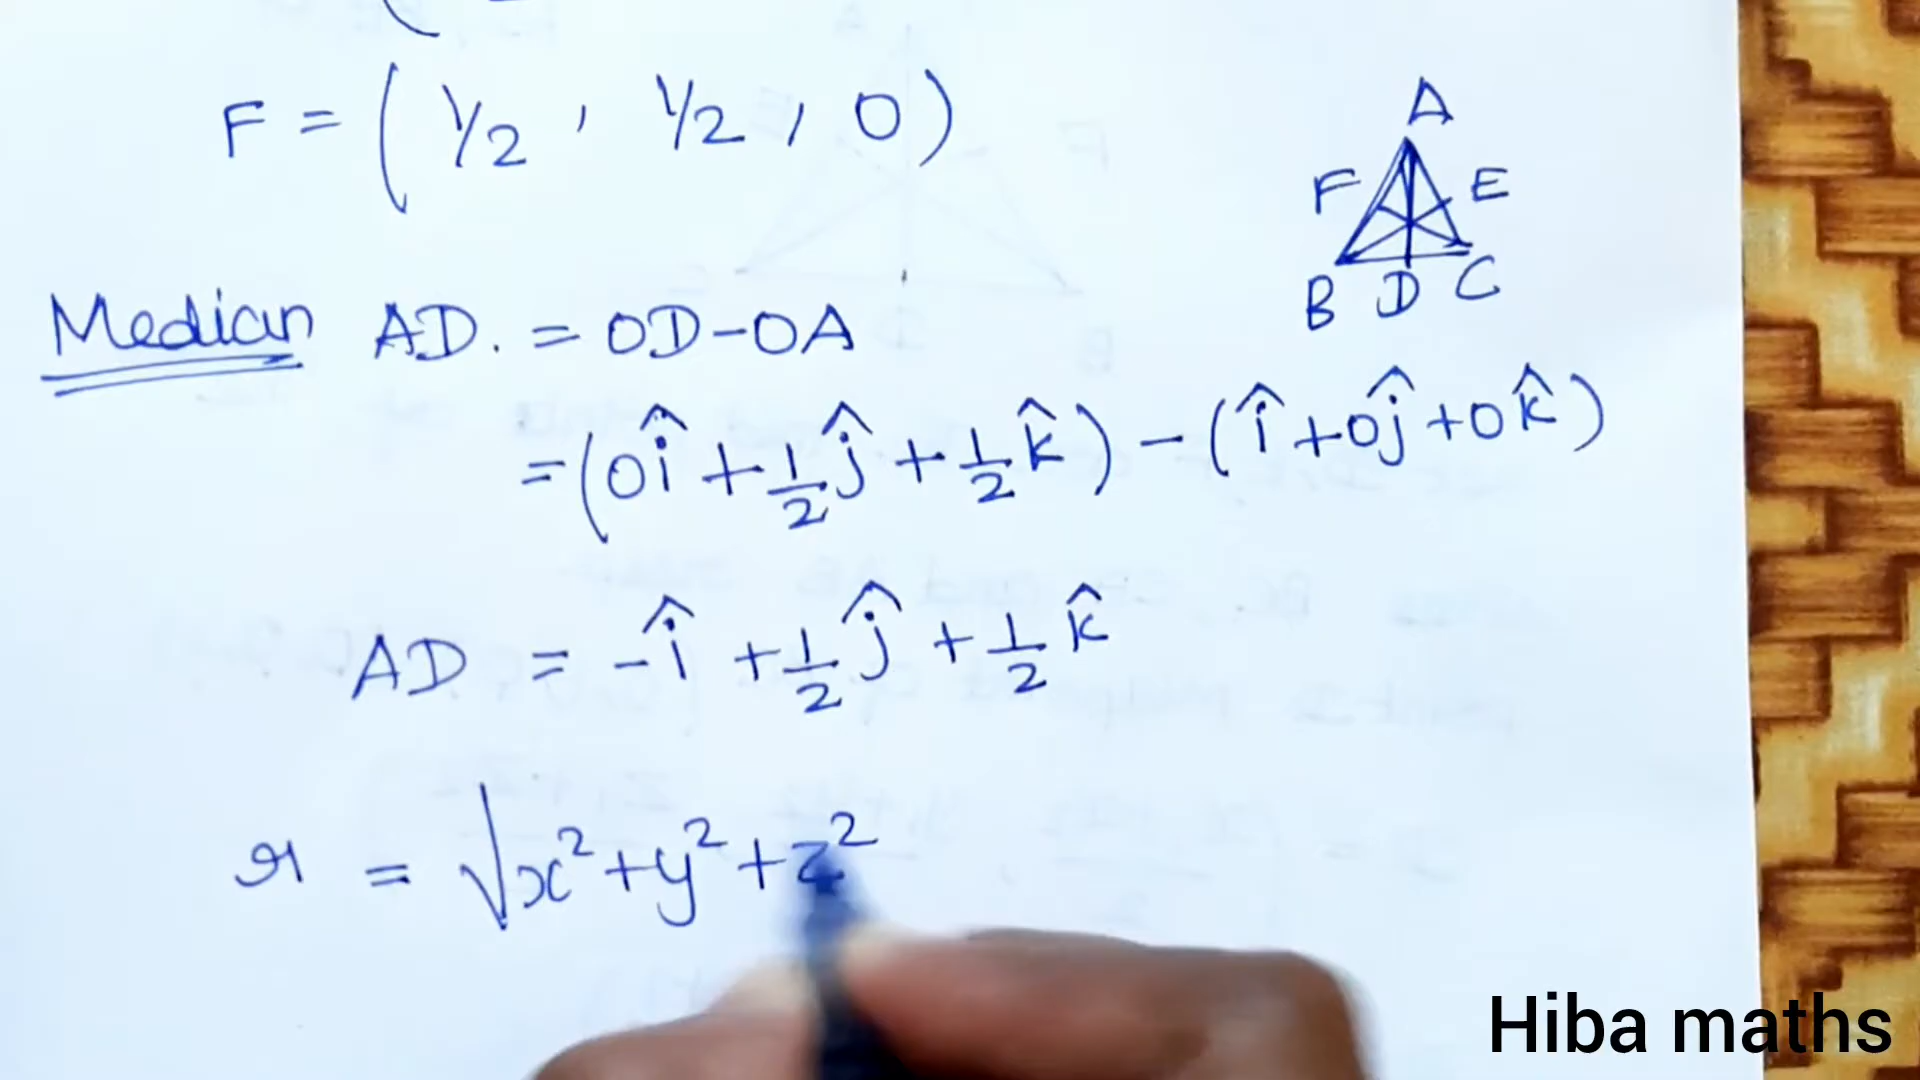 F = ( 1/2 , 1/2 , 0 )
A
F E
B D C
Median AD. = OD-OA
= (0î + 1/2 ĵ + 1/2 k̂) - (î + 0ĵ + 0k̂)
AD = -î + 1/2 ĵ + 1/2 k̂
r = √x² + y² + z²
Hiba maths